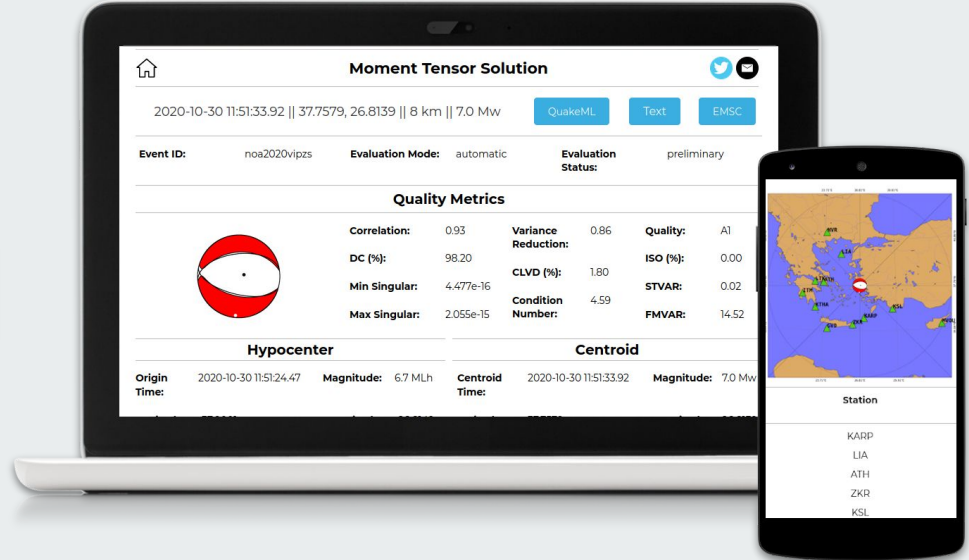 Moment Tensor Solution
2020-10-30 11:51:33.92 || 37.7579, 26.8139 || 8 km || 7.0 Mw
QuakeML
Text
EMSC
Event ID: noa2020vipzs Evaluation Mode: automatic Evaluation Status: preliminary
Quality Metrics
Correlation: 0.93 Variance Reduction: 0.86 Quality: A1
DC (%): 98.20 CLVD (%): 1.80 ISO (%): 0.00
Min Singular: 4.477e-16 Condition Number: 4.59 STVAR: 0.02
Max Singular: 2.055e-15 FMVAR: 14.52
Hypocenter
Origin Time: 2020-10-30 11:51:24.47 Magnitude: 6.7 MLh
Centroid
Centroid Time: 2020-10-30 11:51:33.92 Magnitude: 7.0 Mw
LIA
KARP
KSL
ZKR
Station
KARP
LIA
ATH
ZKR
KSL